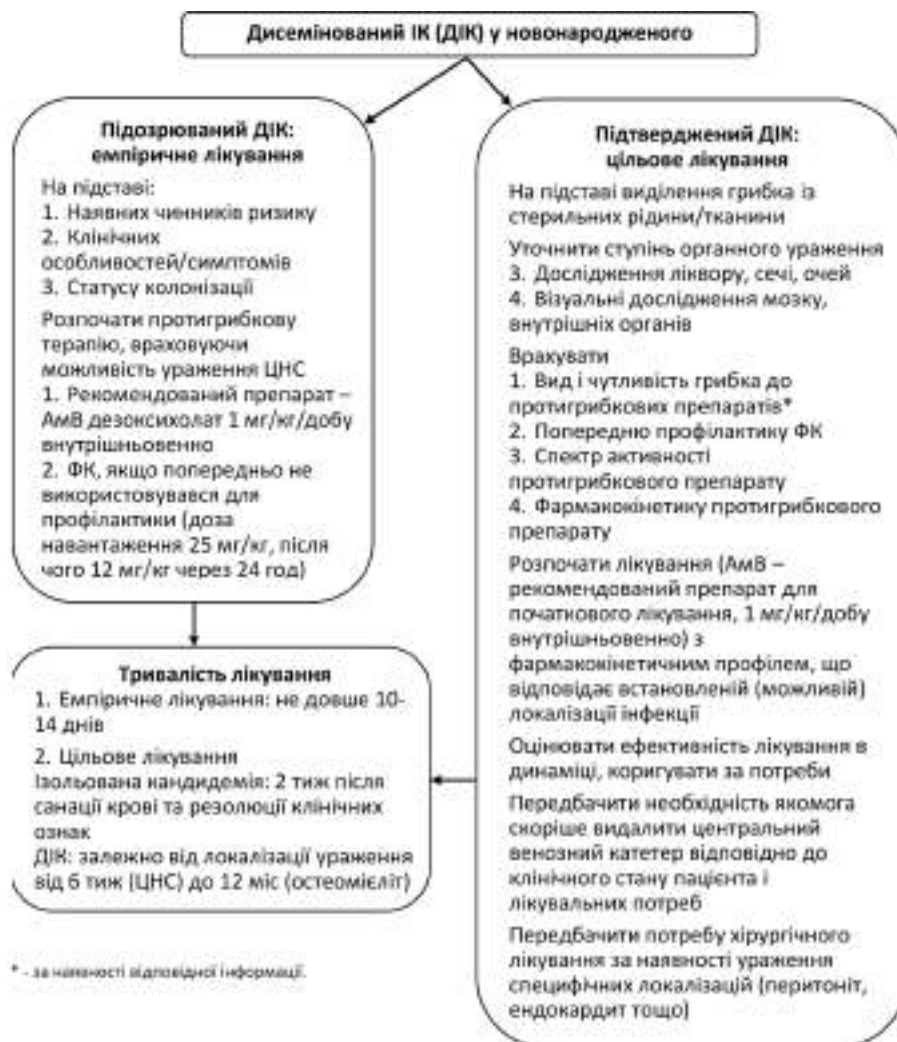 Дисемінований ІК (ДІК) у новонародженого
Підозрюваний ДІК:
емпіричне лікування
На підставі:
1. Наявних чинників ризику
2. Клінічних
особливостей/симптомів
3. Статусу колонізації
Розпочати протигрибкову
терапію, враховуючи
можливість ураження ЦНС
1. Рекомендований препарат –
АмВ дезоксихолат 1 мг/кг/добу
внутрішньовенно
2. ФК, якщо попередньо не
використовувався для
профілактики (доза
навантаження 25 мг/кг, після
чого 12 мг/кг через 24 год)
Підтверджений ДІК:
цільове лікування
На підставі виділення грибка із
стерильних рідини/тканини
Уточнити ступінь органного ураження
3. Дослідження ліквору, сечі, очей
4. Візуальні дослідження мозку,
внутрішніх органів
Врахувати
1. Вид і чутливість грибка до
протигрибкових препаратів*
2. Попередню профілактику ФК
3. Спектр активності
протигрибкового препарату
4. Фармакокінетику протигрибкового
препарату
Розпочати лікування (АмВ –
рекомендований препарат для
початкового лікування, 1 мг/кг/добу
внутрішньовенно) з
фармакокінетичним профілем, що
відповідає встановленій (можливій)
локалізації інфекції
Оцінювати ефективність лікування в
динаміці, коригувати за потреби
Передбачити необхідність якомога
скоріше видалити центральний
венозний катетер відповідно до
клінічного стану пацієнта і
лікувальних потреб
Передбачити потребу хірургічного
лікування за наявності ураження
специфічних локалізацій (перитоніт,
ендокардит тощо)
Тривалість лікування
1. Емпіричне лікування: не довше 10-
14 днів
2. Цільове лікування
Ізольована кандидемія: 2 тиж після
санації крові та резолюції клінічних
ознак
ДІК: залежно від локалізації ураження
від 6 тиж (ЦНС) до 12 міс (остеомієліт)
* - за наявності відповідної інформації.